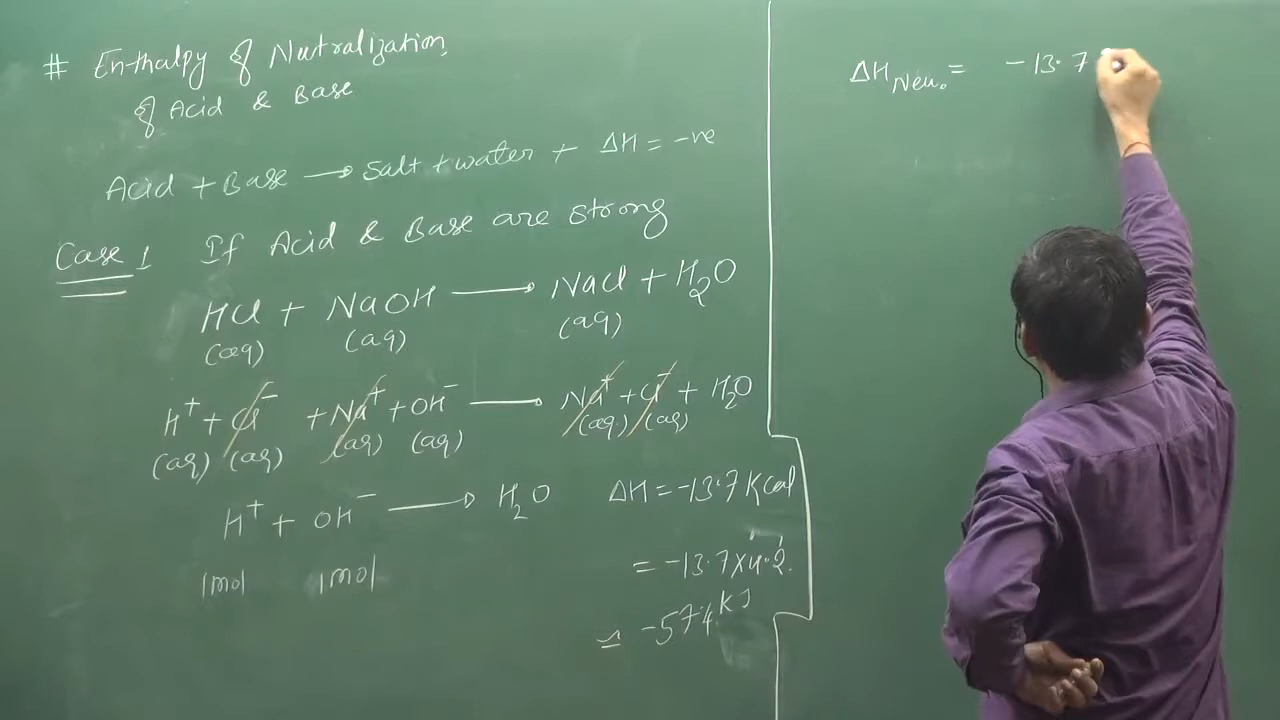 # Enthalpy of Nutralization
of Acid & Base
Acid + Base → Salt + water + ΔH = -ve
Case 1 If Acid & Base are strong
HCl + NaOH → NaCl + H₂O
(aq) (aq) (aq)
H⁺ + Cl⁻ + Na⁺ + OH⁻ → Na⁺ + Cl⁻ + H₂O
(aq) (aq) (aq) (aq) (aq) (aq)
H⁺ + OH⁻ → H₂O ΔH = -13.7 Kcal
1mol 1mol
= -13.7 x 4.2
≃ -57.4 kJ
ΔH Neu. = -13.7